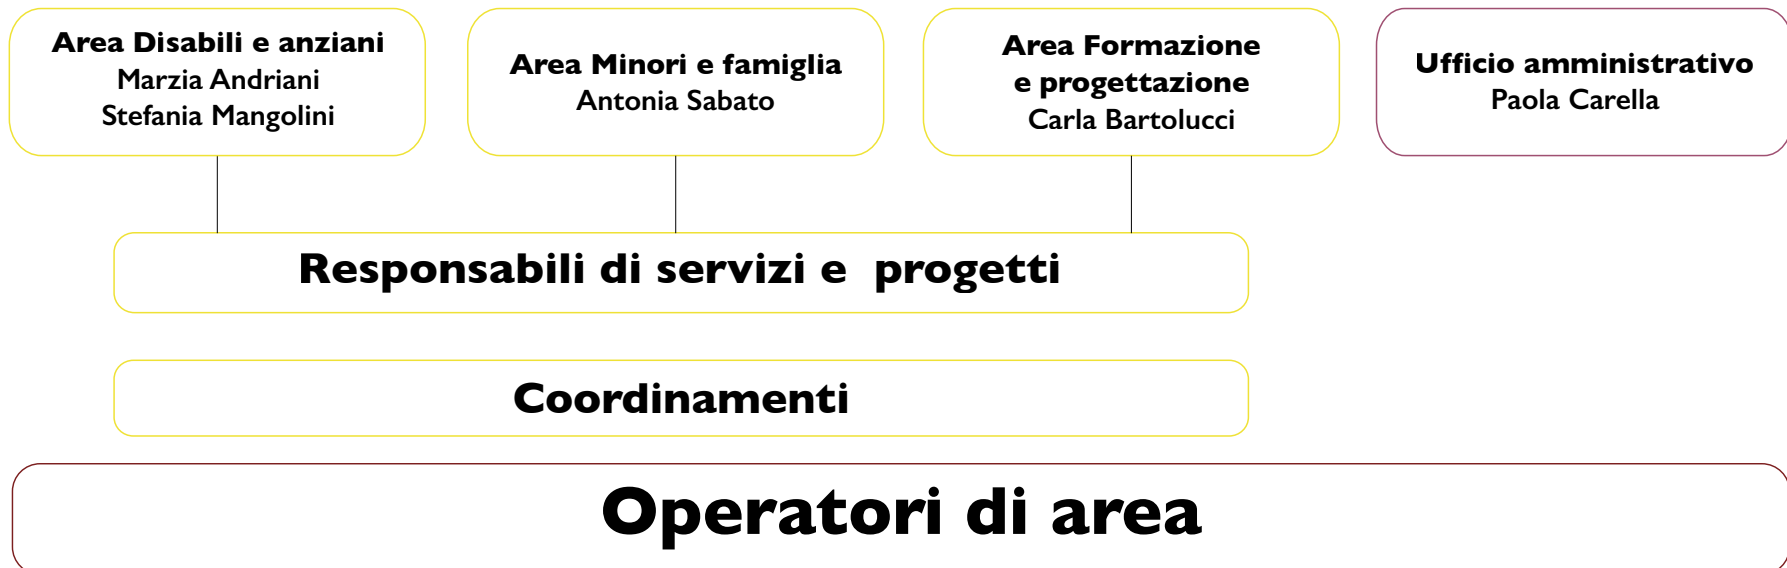 Area Disabili e anziani
Marzia Andriani
Stefania Mangolini
Area Minori e famiglia
Antonia Sabato
Area Formazione
e progettazione
Carla Bartolucci
Ufficio amministrativo
Paola Carella
Responsabili di servizi e progetti
Coordinamenti
Operatori di area